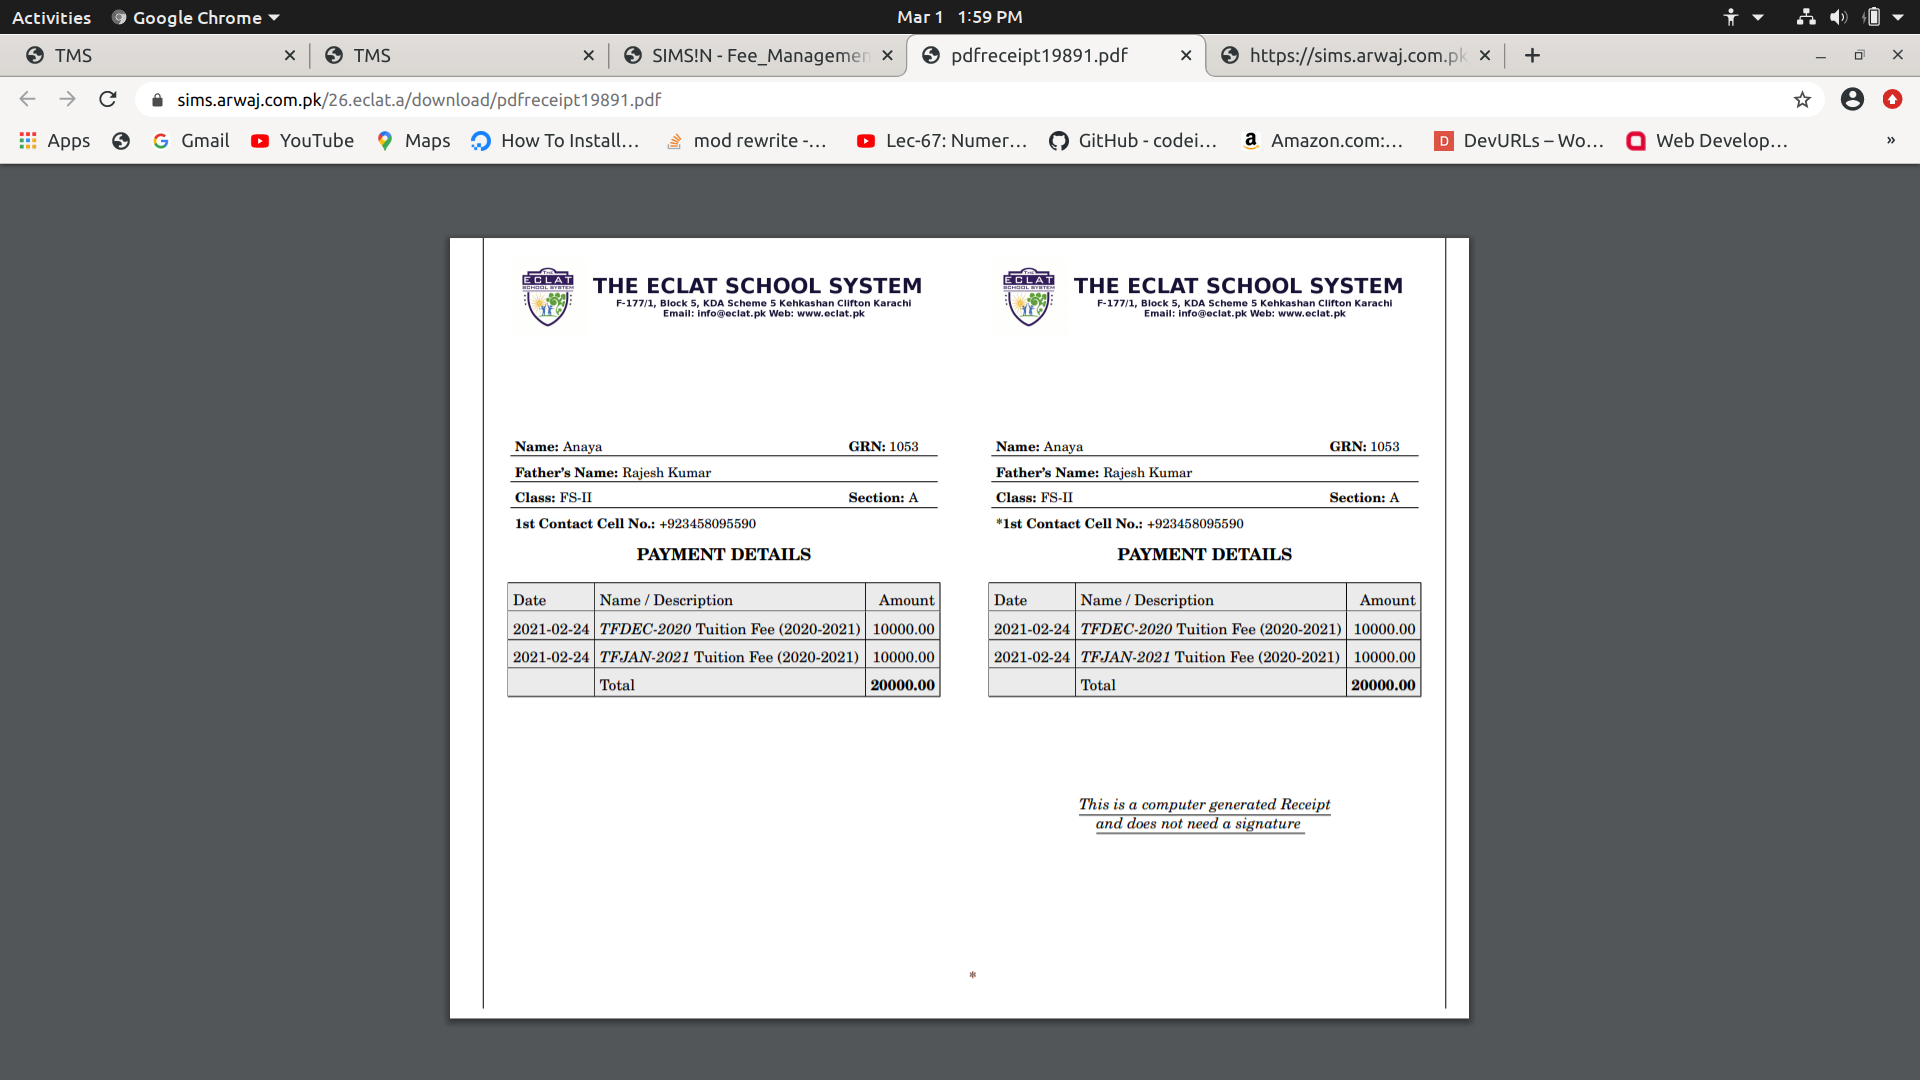 Activities Google Chrome Mar 1 1:59 PM
TMS TMS SIMS!N - Fee_Managemen pdfreceipt19891.pdf https://sims.arwaj.com.pk
sims.arwaj.com.pk/26.eclat.a/download/pdfreceipt19891.pdf
Apps Gmail YouTube Maps How To Install... mod rewrite -... Lec-67: Numer... GitHub - codei... Amazon.com:... DevURLs – Wo... Web Develop... »
THE
ECLAT
SCHOOL SYSTEM
THE ECLAT SCHOOL SYSTEM
F-177/1, Block 5, KDA Scheme 5 Kehkashan Clifton Karachi
Email: info@eclat.pk Web: www.eclat.pk
Name: Anaya GRN: 1053
Father's Name: Rajesh Kumar
Class: FS-II Section: A
1st Contact Cell No.: +923458095590
PAYMENT DETAILS
Date Name / Description Amount
2021-02-24 TFDEC-2020 Tuition Fee (2020-2021) 10000.00
2021-02-24 TFJAN-2021 Tuition Fee (2020-2021) 10000.00
Total 20000.00
THE
ECLAT
SCHOOL SYSTEM
THE ECLAT SCHOOL SYSTEM
F-177/1, Block 5, KDA Scheme 5 Kehkashan Clifton Karachi
Email: info@eclat.pk Web: www.eclat.pk
Name: Anaya GRN: 1053
Father's Name: Rajesh Kumar
Class: FS-II Section: A
*1st Contact Cell No.: +923458095590
PAYMENT DETAILS
Date Name / Description Amount
2021-02-24 TFDEC-2020 Tuition Fee (2020-2021) 10000.00
2021-02-24 TFJAN-2021 Tuition Fee (2020-2021) 10000.00
Total 20000.00
This is a computer generated Receipt
and does not need a signature
*